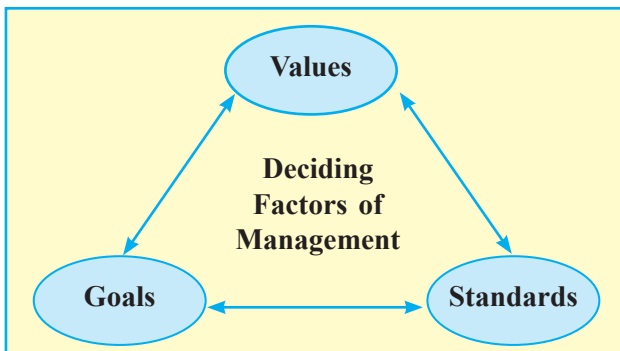 Values
Deciding
Factors of
Management
Goals
Standards